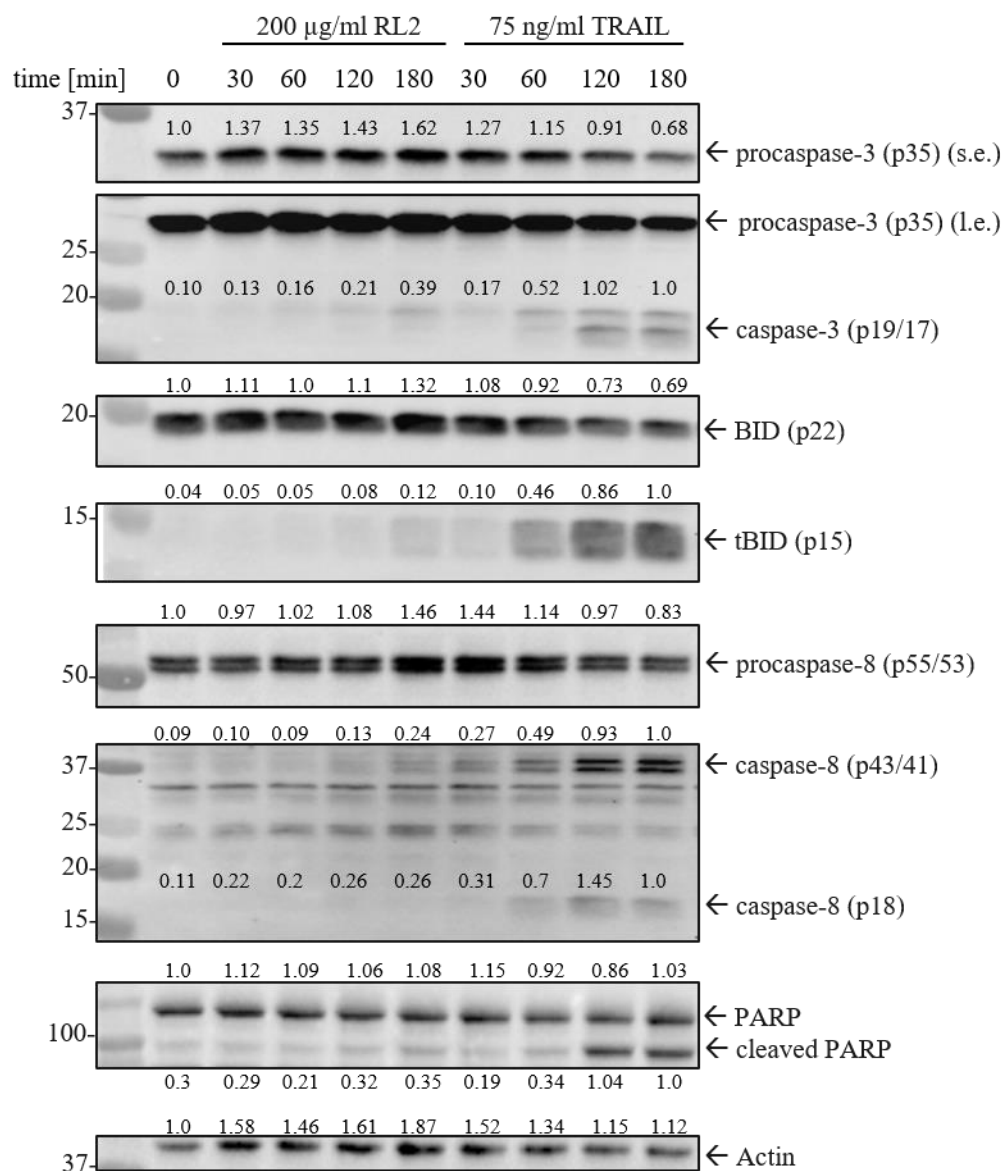 200 µg/ml RL2 75 ng/ml TRAIL
time [min] 0 30 60 120 180 30 60 120 180
37
1.0 1.37 1.35 1.43 1.62 1.27 1.15 0.91 0.68
← procaspase-3 (p35) (s.e.)
← procaspase-3 (p35) (l.e.)
25
20 0.10 0.13 0.16 0.21 0.39 0.17 0.52 1.02 1.0
← caspase-3 (p19/17)
1.0 1.11 1.0 1.1 1.32 1.08 0.92 0.73 0.69
20
← BID (p22)
0.04 0.05 0.05 0.08 0.12 0.10 0.46 0.86 1.0
15
← tBID (p15)
1.0 0.97 1.02 1.08 1.46 1.44 1.14 0.97 0.83
← procaspase-8 (p55/53)
50
0.09 0.10 0.09 0.13 0.24 0.27 0.49 0.93 1.0
37 ← caspase-8 (p43/41)
25
20
0.11 0.22 0.2 0.26 0.26 0.31 0.7 1.45 1.0
← caspase-8 (p18)
15
1.0 1.12 1.09 1.06 1.08 1.15 0.92 0.86 1.03
← PARP
100
← cleaved PARP
0.3 0.29 0.21 0.32 0.35 0.19 0.34 1.04 1.0
1.0 1.58 1.46 1.61 1.87 1.52 1.34 1.15 1.12
← Actin
37